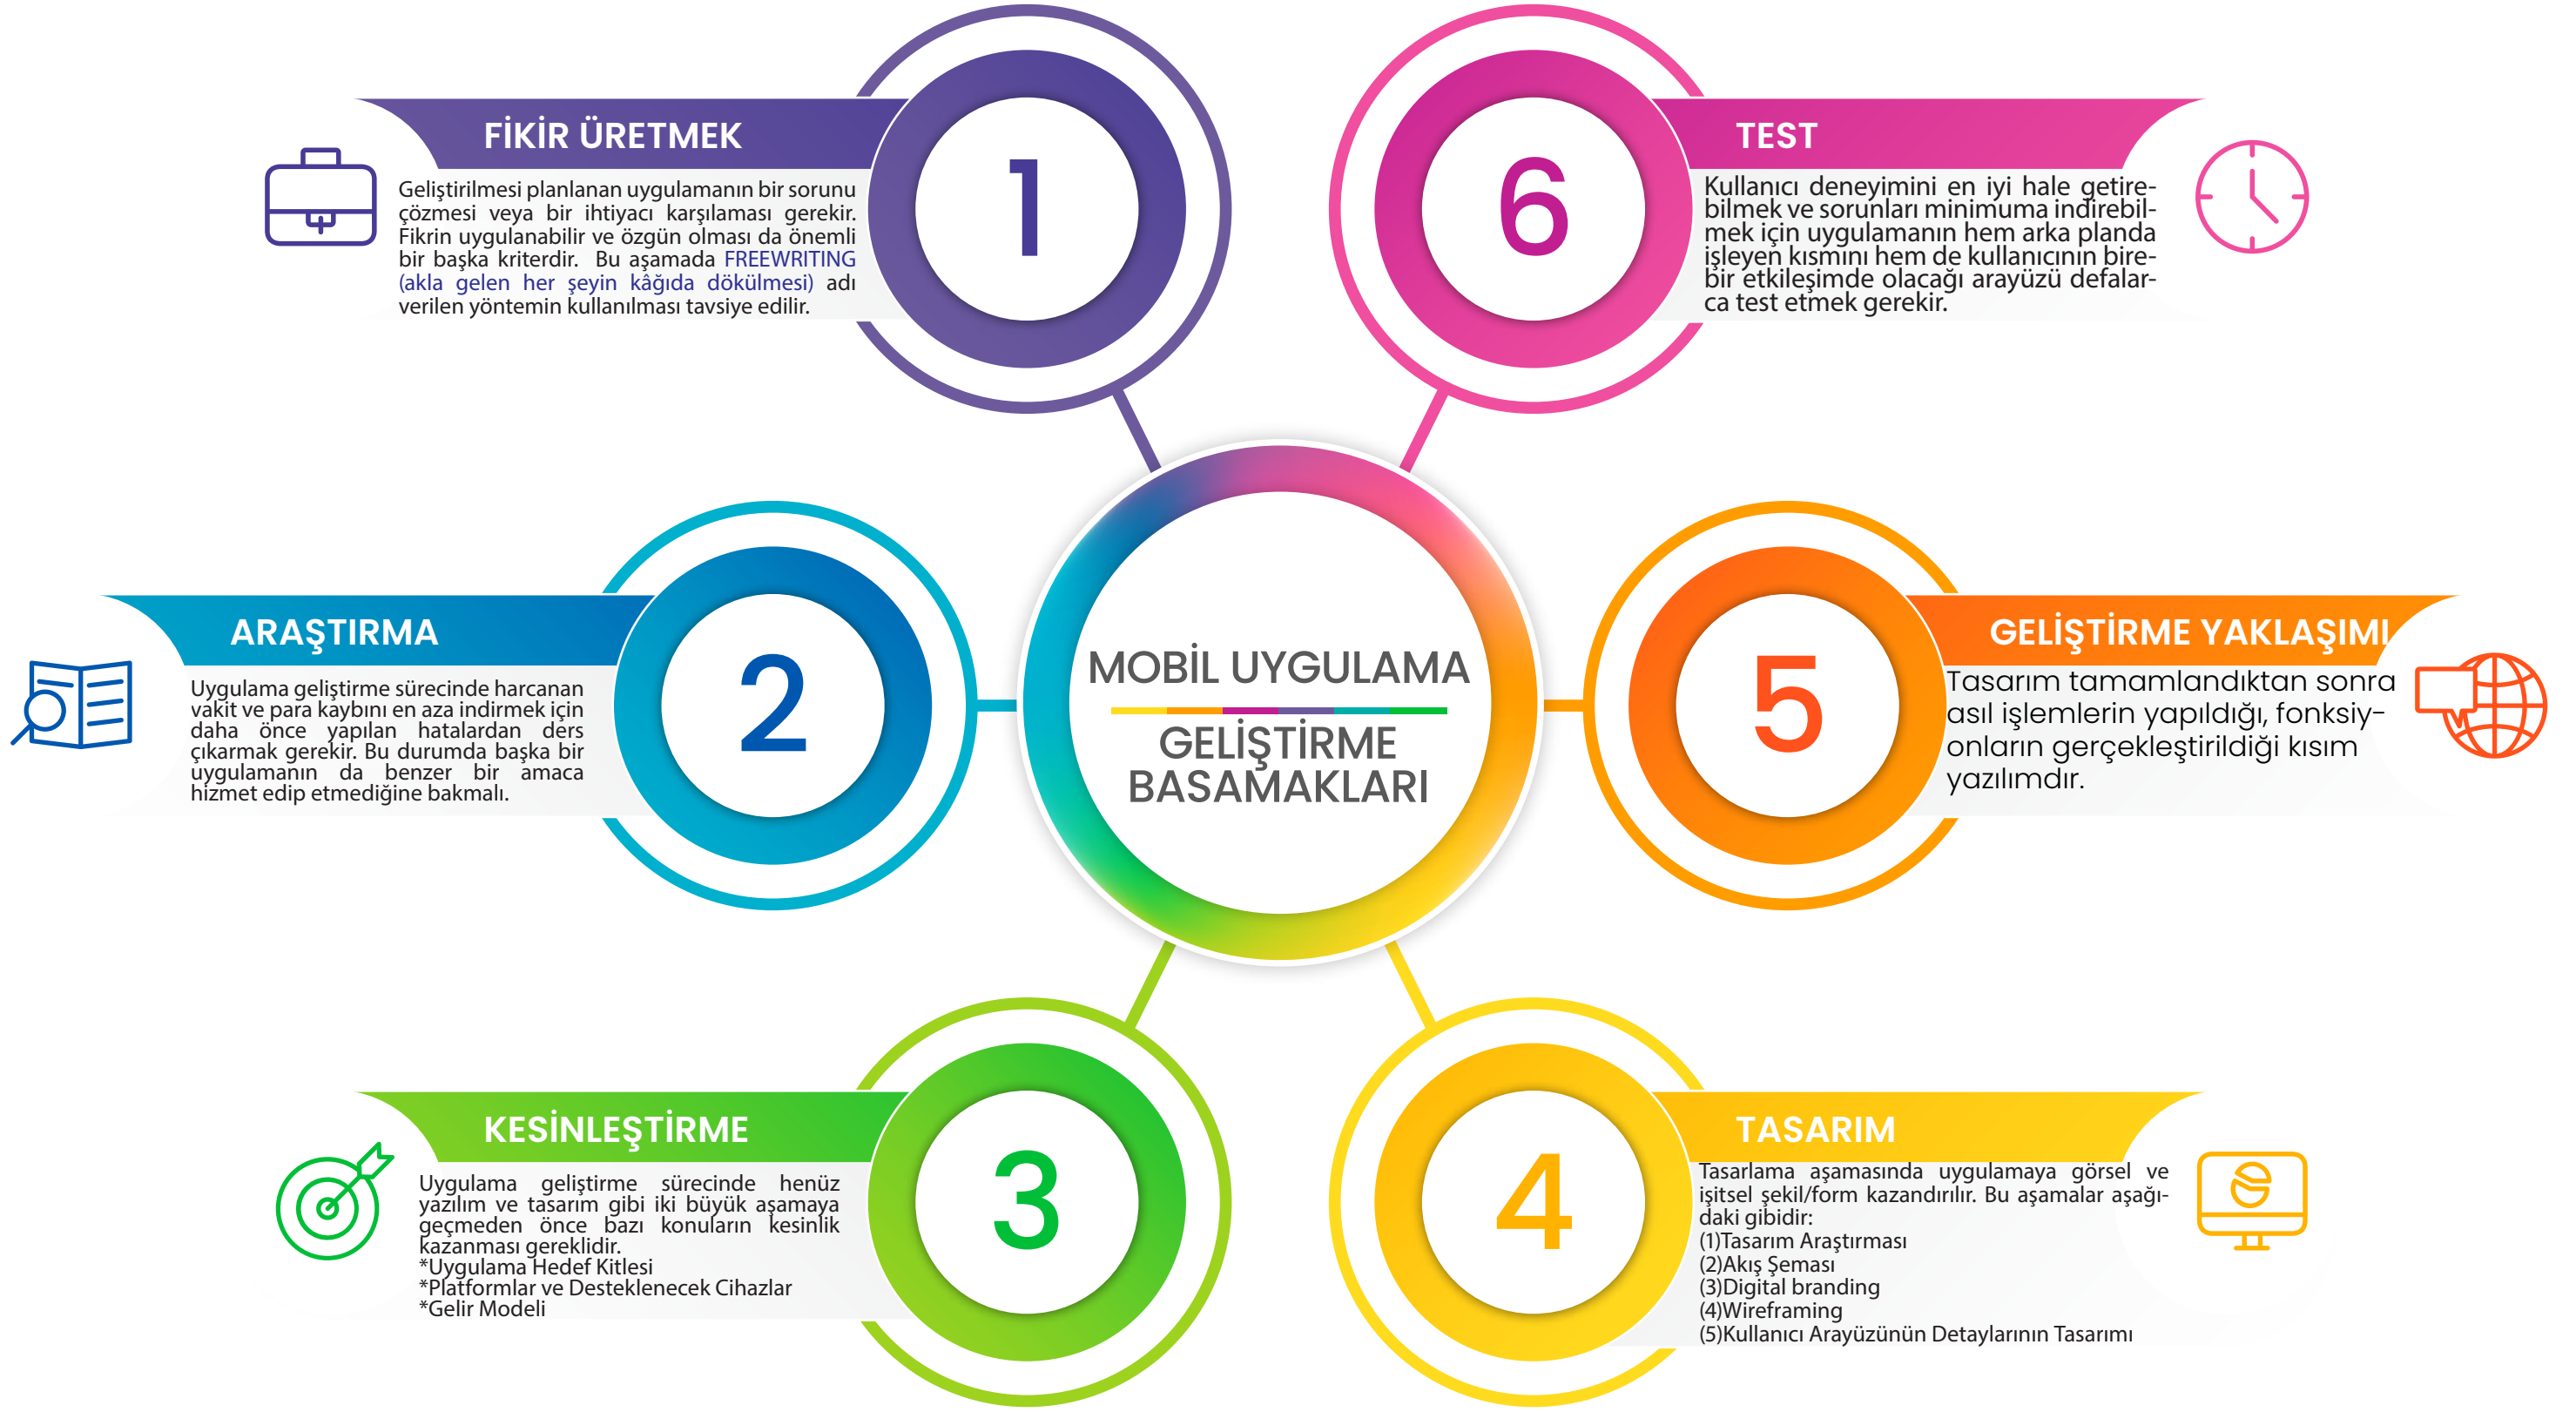 MOBİL UYGULAMA
GELİŞTİRME
BASAMAKLARI
1
FİKİR ÜRETMEK
Geliştirilmesi planlanan uygulamanın bir sorunu
çözmesi veya bir ihtiyacı karşılaması gerekir.
Fikrin uygulanabilir ve özgün olması da önemli
bir başka kriterdir. Bu aşamada FREEWRITING
(akla gelen her şeyin kâğıda dökülmesi) adı
verilen yöntemin kullanılması tavsiye edilir.
2
ARAŞTIRMA
Uygulama geliştirme sürecinde harcanan
vakit ve para kaybını en aza indirmek için
daha önce yapılan hatalardan ders
çıkarmak gerekir. Bu durumda başka bir
uygulamanın da benzer bir amaca
hizmet edip etmediğine bakmalı.
3
KESİNLEŞTİRME
Uygulama geliştirme sürecinde henüz
yazılım ve tasarım gibi iki büyük aşamaya
geçmeden önce bazı konuların kesinlik
kazanması gereklidir.
*Uygulama Hedef Kitlesi
*Platformlar ve Desteklenecek Cihazlar
*Gelir Modeli
4
TASARIM
Tasarlama aşamasında uygulamaya görsel ve
işitsel şekil/form kazandırılır. Bu aşamalar aşağı-
daki gibidir:
(1)Tasarım Araştırması
(2)Akış Şeması
(3)Digital branding
(4)Wireframing
(5)Kullanıcı Arayüzünün Detaylarının Tasarımı
5
GELİŞTİRME YAKLAŞIMI
Tasarım tamamlandıktan sonra
asıl işlemlerin yapıldığı, fonksiy-
onların gerçekleştirildiği kısım
yazılımdır.
6
TEST
Kullanıcı deneyimini en iyi hale getire-
bilmek ve sorunları minimuma indirebil-
mek için uygulamanın hem arka planda
işleyen kısmını hem de kullanıcının bire-
bir etkileşimde olacağı arayüzü defalar-
ca test etmek gerekir.